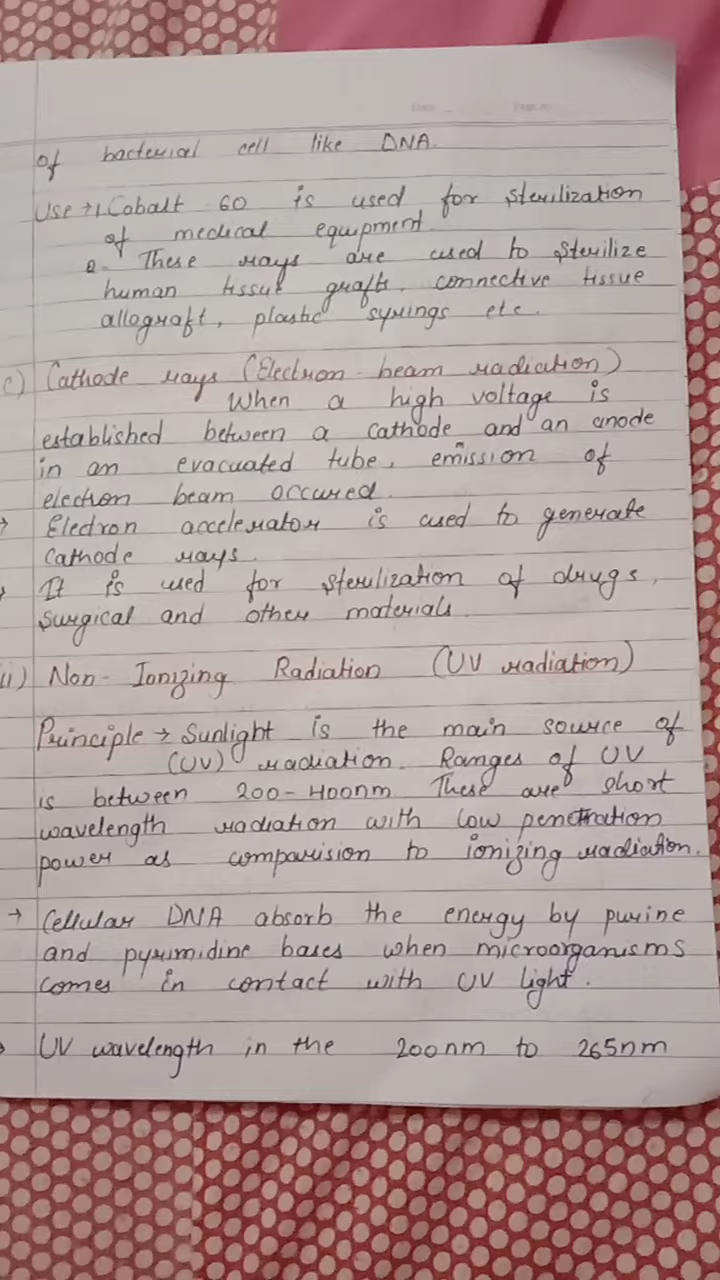 of bacterial cell like DNA.
Use → 1. Cobalt 60 is used for sterilization
of medical equipment.
2. These rays are used to sterilize
human tissue grafts, connective tissue
allograft, plastic syrings etc.
c) Cathode rays (Electron beam radiation)
When a high voltage is
established between a cathode and an anode
in an evacuated tube, emission of
electron beam occured.
→ Electron accelerator is used to generate
cathode rays.
→ It is used for sterilization of drugs,
surgical and other materials
ii) Non-Ionizing Radiation (UV radiation)
Principle → Sunlight is the main source of
(UV) radiation. Ranges of UV
is between 200-400nm. These are short
wavelength radiation with low penetration
power as comparision to ionizing radiation.
→ Cellular DNA absorb the energy by purine
and pyrimidine bases when microorganisms
comes in contact with UV light.
→ UV wavelength in the 200nm to 265nm